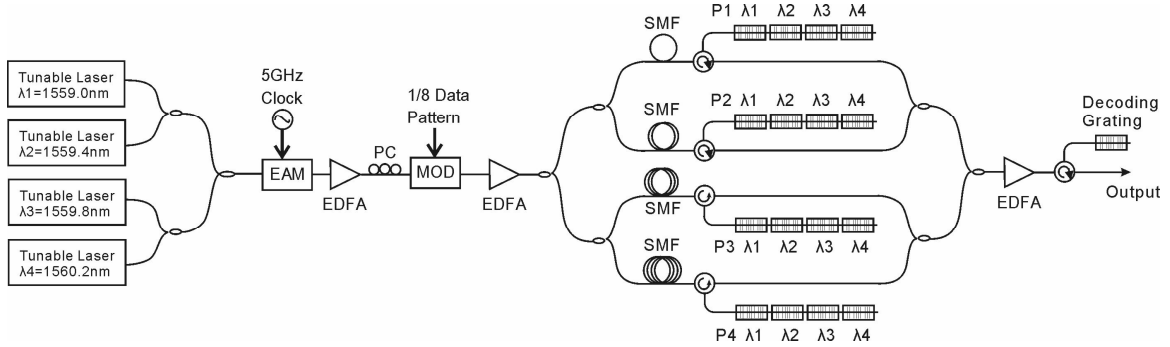 Tunable Laser
λ1=1559.0nm
Tunable Laser
λ2=1559.4nm
Tunable Laser
λ3=1559.8nm
Tunable Laser
λ4=1560.2nm
5GHz
Clock
EAM
EDFA
PC
1/8 Data
Pattern
MOD
EDFA
SMF
P1 λ1 λ2 λ3 λ4
SMF
P2 λ1 λ2 λ3 λ4
SMF
P3 λ1 λ2 λ3 λ4
SMF
P4 λ1 λ2 λ3 λ4
EDFA
Decoding
Grating
Output